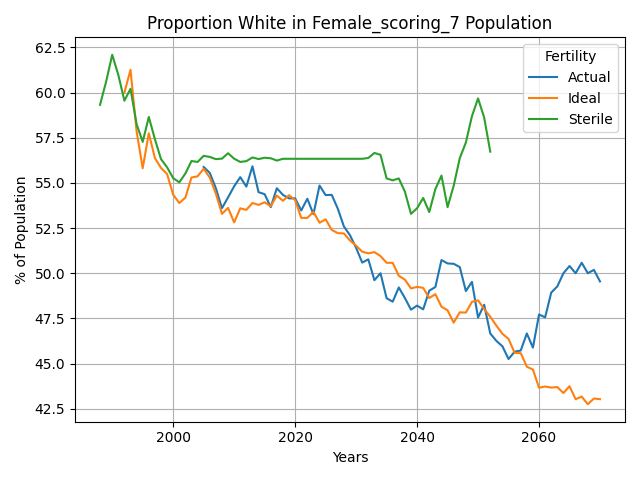 Proportion White in Female_scoring_7 Population
% of Population
62.5
60.0
57.5
55.0
52.5
50.0
47.5
45.0
42.5
Fertility
Actual
Ideal
Sterile
2000
2020
2040
2060
Years